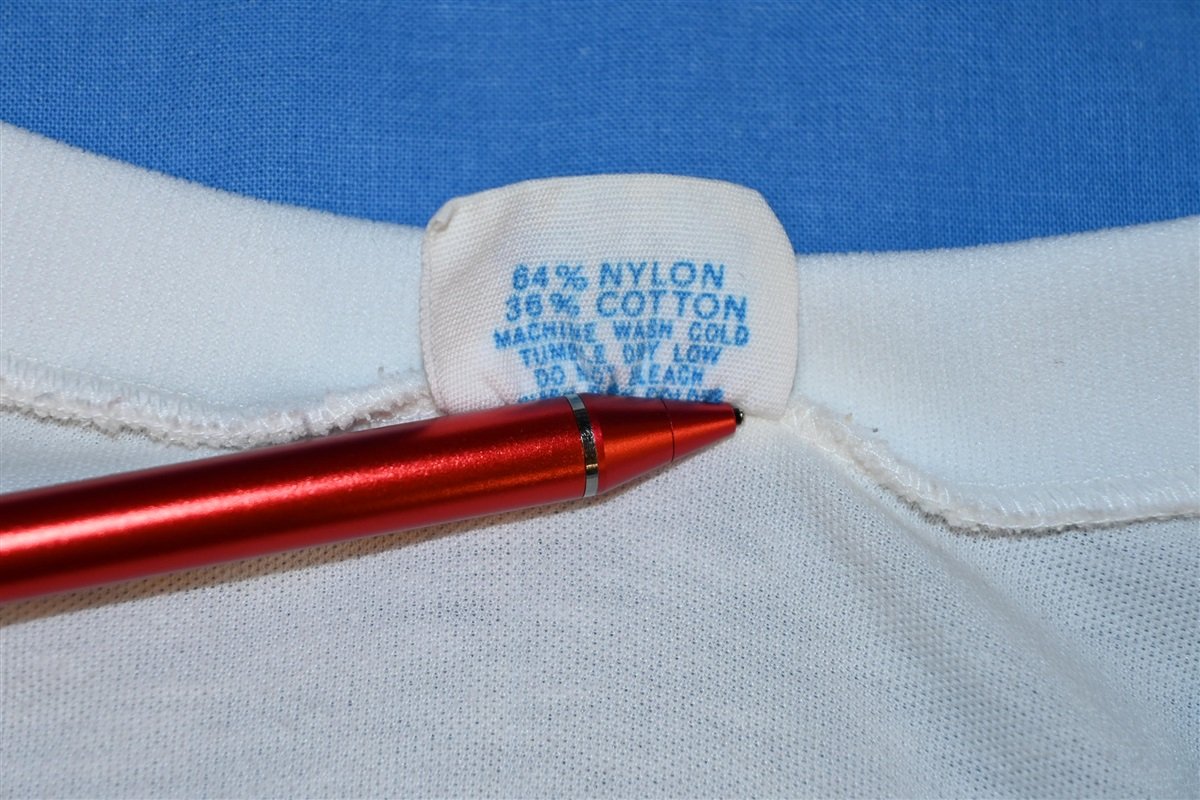 64% NYLON
36% COTTON
MACHINE WASH COLD
TUMBLE DRY LOW
DO NOT BLEACH